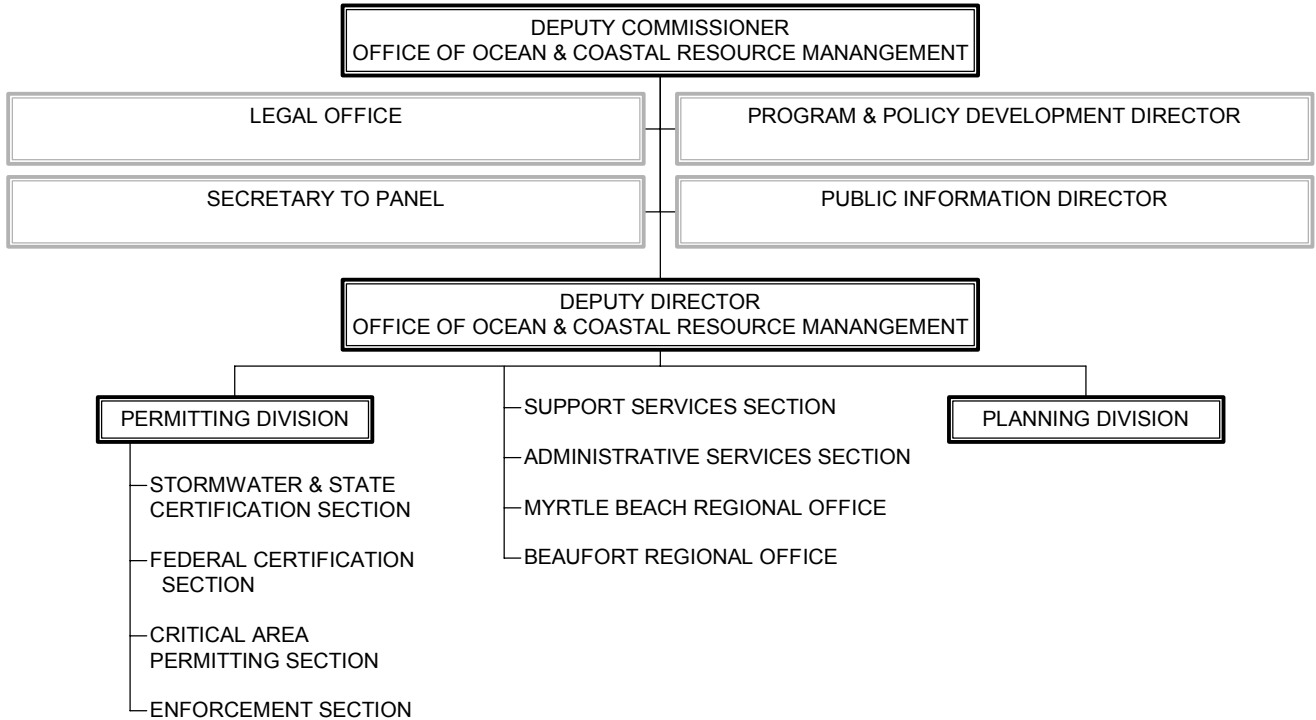 DEPUTY COMMISSIONER
OFFICE OF OCEAN & COASTAL RESOURCE MANANGEMENT
LEGAL OFFICE
PROGRAM & POLICY DEVELOPMENT DIRECTOR
SECRETARY TO PANEL
PUBLIC INFORMATION DIRECTOR
DEPUTY DIRECTOR
OFFICE OF OCEAN & COASTAL RESOURCE MANANGEMENT
PERMITTING DIVISION
STORMWATER & STATE
CERTIFICATION SECTION
FEDERAL CERTIFICATION
SECTION
CRITICAL AREA
PERMITTING SECTION
ENFORCEMENT SECTION
SUPPORT SERVICES SECTION
ADMINISTRATIVE SERVICES SECTION
MYRTLE BEACH REGIONAL OFFICE
BEAUFORT REGIONAL OFFICE
PLANNING DIVISION